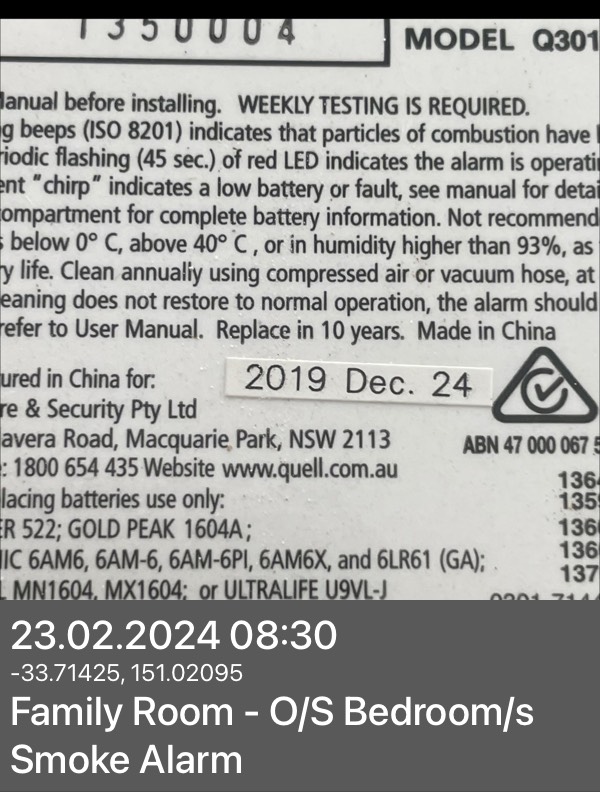 1350004
MODEL Q301
Manual before installing. WEEKLY TESTING IS REQUIRED.
g beeps (ISO 8201) indicates that particles of combustion have
riodic flashing (45 sec.) of red LED indicates the alarm is operati
ent "chirp" indicates a low battery or fault, see manual for detai
ompartment for complete battery information. Not recommend
s below 0° C, above 40° C, or in humidity higher than 93%, as
ry life. Clean annually using compressed air or vacuum hose, at
eaning does not restore to normal operation, the alarm should
refer to User Manual. Replace in 10 years. Made in China
ured in China for:
2019 Dec. 24
re & Security Pty Ltd
avera Road, Macquarie Park, NSW 2113
ABN 47 000 067 5
: 1800 654 435 Website www.quell.com.au
136
lacing batteries use only:
135
ER 522; GOLD PEAK 1604A;
136
NIC 6AM6, 6AM-6, 6AM-6PI, 6AM6X, and 6LR61 (GA);
136
137
L MN1604, MX1604; or ULTRALIFE U9VL-J
23.02.2024 08:30
-33.71425, 151.02095
Family Room - O/S Bedroom/s
Smoke Alarm